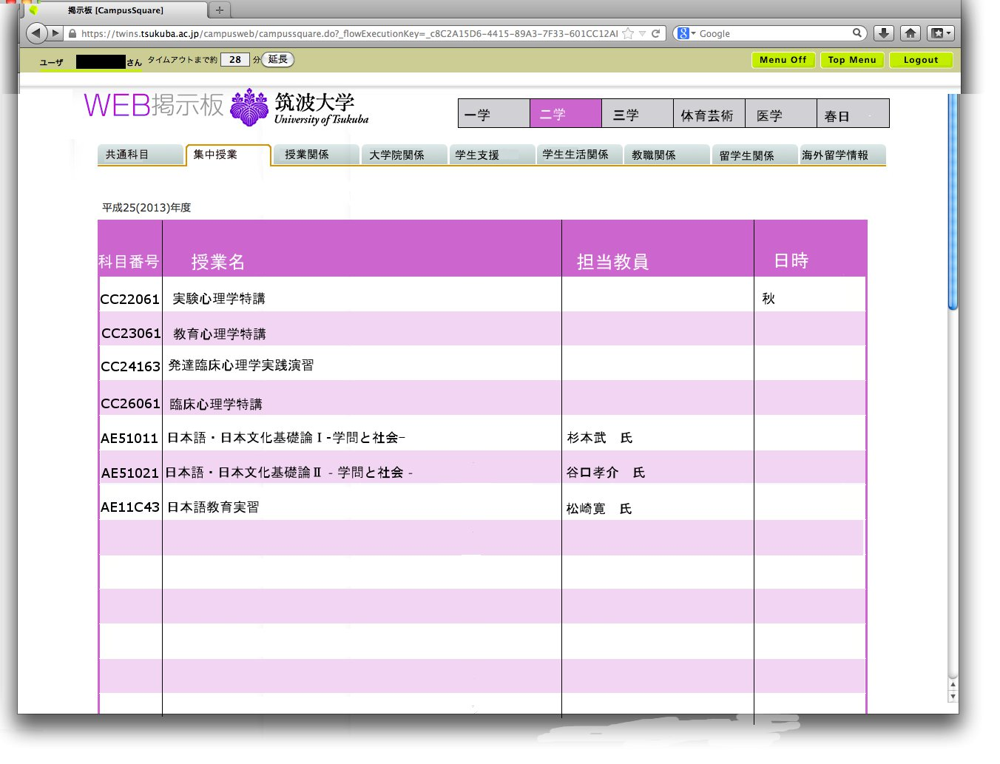 掲示板 [CampusSquare]
https://twins.tsukuba.ac.jp/campusweb/campussquare.do?_flowExecutionKey=_c8C2A15D6-4415-89A3-7F33-601CC12AI
Google
ユーザ さん タイムアウトまで約 28 分 延長
Menu Off Top Menu Logout
WEB掲示板 筑波大学
University of Tsukuba
一学 二学 三学 体育芸術 医学 春日
共通科目 集中授業 授業関係 大学院関係 学生支援 学生生活関係 教職関係 留学生関係 海外留学情報
平成25(2013)年度
科目番号 授業名 担当教員 日時
CC22061 実験心理学特講 秋
CC23061 教育心理学特講
CC24163 発達臨床心理学実践演習
CC26061 臨床心理学特講
AE51011 日本語・日本文化基礎論Ⅰ-学問と社会- 杉本武 氏
AE51021 日本語・日本文化基礎論Ⅱ - 学問と社会 - 谷口孝介 氏
AE11C43 日本語教育実習 松崎寛 氏